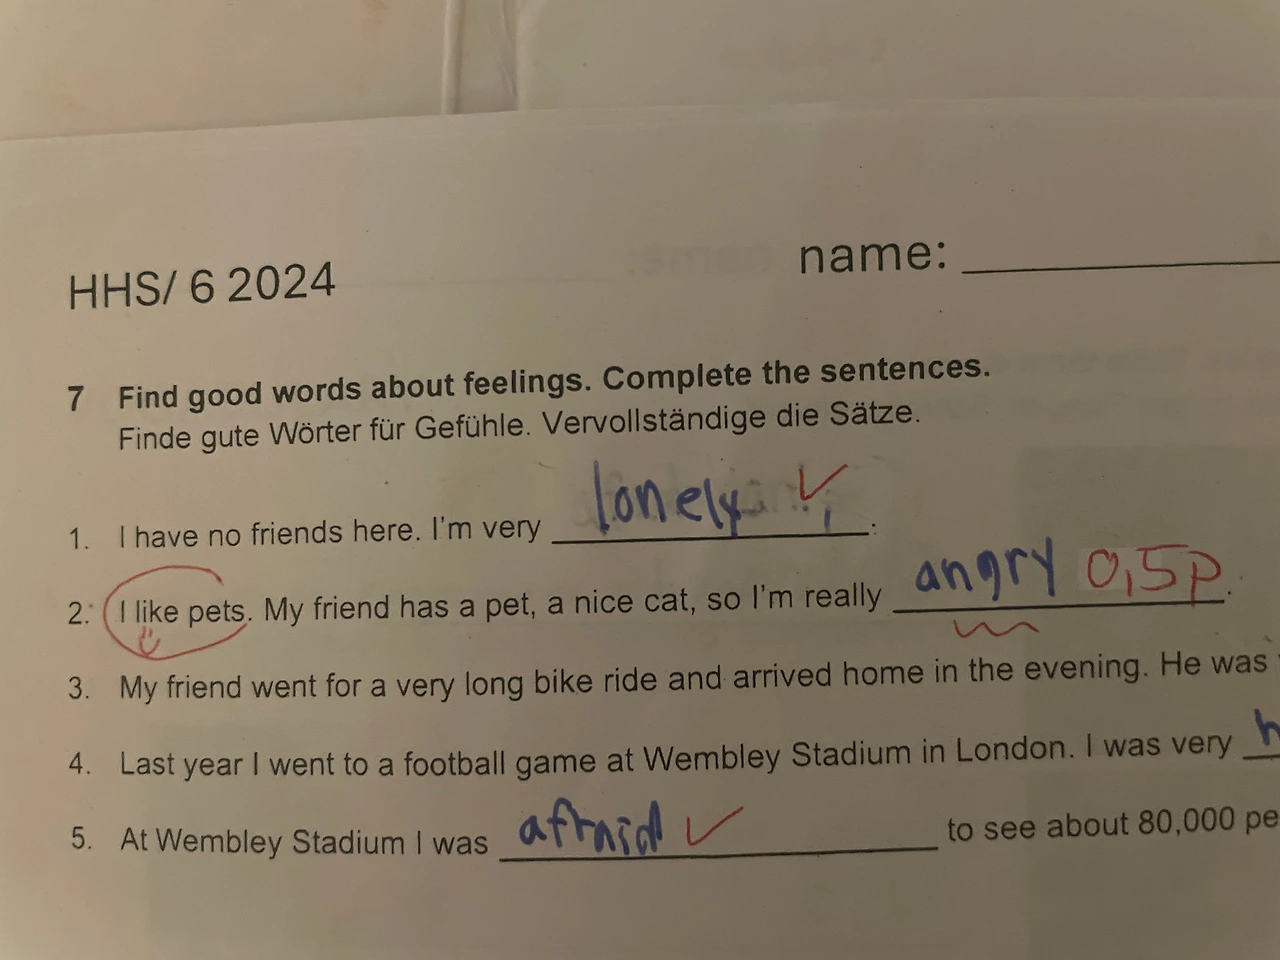 HHS/ 6 2024 name:
7 Find good words about feelings. Complete the sentences.
Finde gute Wörter für Gefühle. Vervollständige die Sätze.
1. I have no friends here. I'm very lonely.
2. I like pets. My friend has a pet, a nice cat, so I'm really angry 0,5p.
3. My friend went for a very long bike ride and arrived home in the evening. He was
4. Last year I went to a football game at Wembley Stadium in London. I was very h
5. At Wembley Stadium I was afraid to see about 80,000 pe